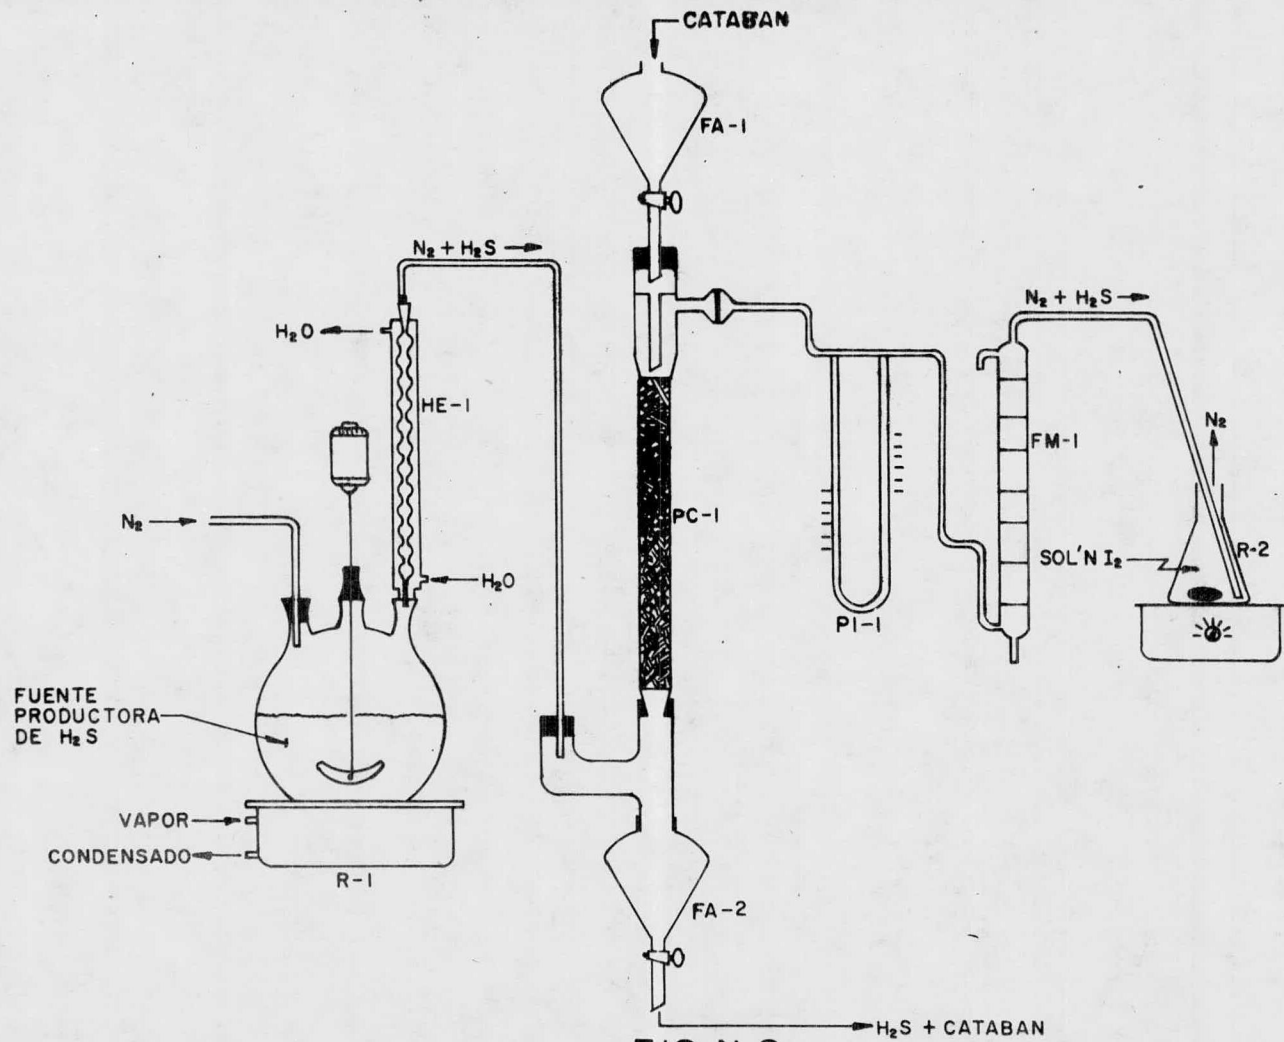 CATABAN
FA-1
N₂ + H₂S
N₂ + H₂S
H₂O
HE-1
N₂
FM-1
N₂
PC-1
SOL'N I₂
R-2
H₂O
PI-1
FUENTE
PRODUCTORA
DE H₂S
VAPOR
CONDENSADO
R-1
FA-2
H₂S + CATABAN